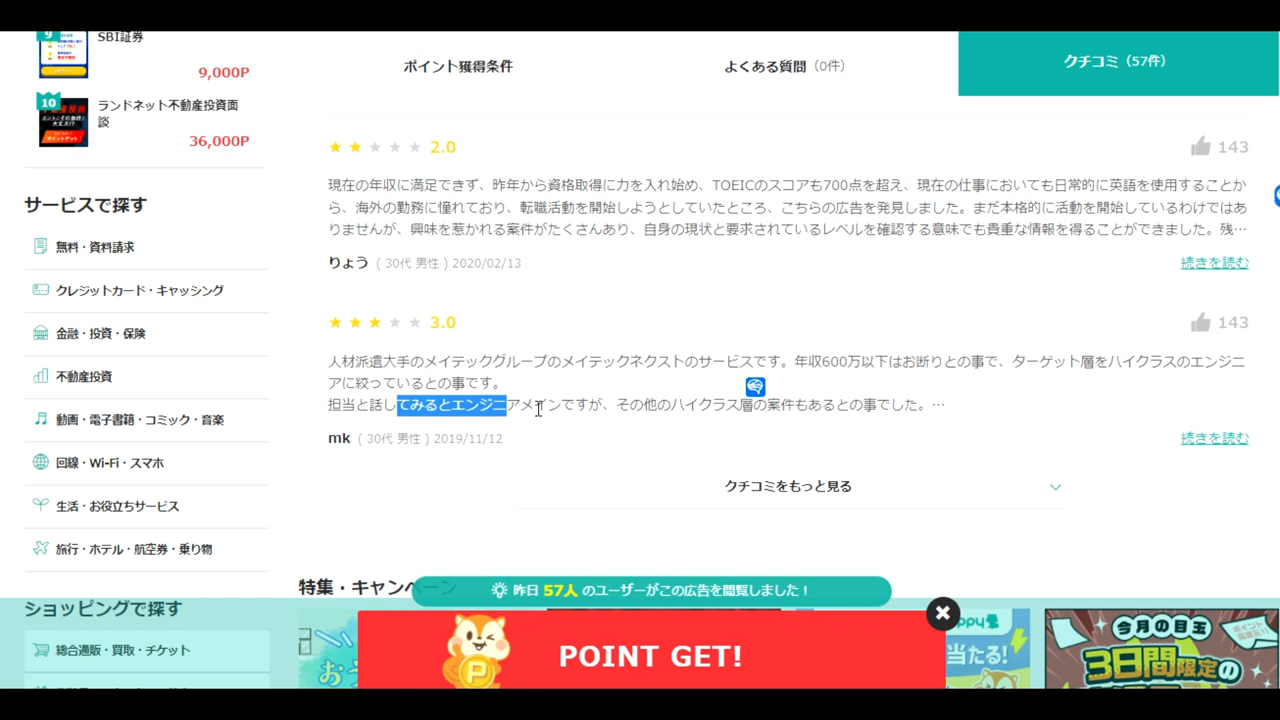 9
SBI証券
9,000P
10
ランドネット不動産投資面
談
36,000P
サービスで探す
無料・資料請求
クレジットカード・キャッシング
金融・投資・保険
不動産投資
動画・電子書籍・コミック・音楽
回線・Wi-Fi・スマホ
生活・お役立ちサービス
旅行・ホテル・航空券・乗り物
ショッピングで探す
総合通販・買取・チケット
ポイント獲得条件
よくある質問（0件）
クチコミ（57件）
2.0
143
現在の年収に満足できず、昨年から資格取得に力を入れ始め、TOEICのスコアも700点を超え、現在の仕事においても日常的に英語を使用することか
ら、海外の勤務に憧れており、転職活動を開始しようとしていたところ、こちらの広告を発見しました。まだ本格的に活動を開始しているわけではあ
りませんが、興味を惹かれる案件がたくさんあり、自身の現状と要求されているレベルを確認する意味でも貴重な情報を得ることができました。残…
りょう （30代 男性）2020/02/13
続きを読む
3.0
143
人材派遣大手のメイテックグループのメイテックネクストのサービスです。年収600万以下はお断りとの事で、ターゲット層をハイクラスのエンジニ
アに絞っているとの事です。
担当と話してみるとエンジニアメインですが、その他のハイクラス層の案件もあるとの事でした。…
mk （30代 男性）2019/11/12
続きを読む
クチコミをもっと見る
特集・キャンペーン
昨日 57人 のユーザーがこの広告を閲覧しました！
POINT GET!
P
ppy
当たる!
今月の目玉
3日間限定の